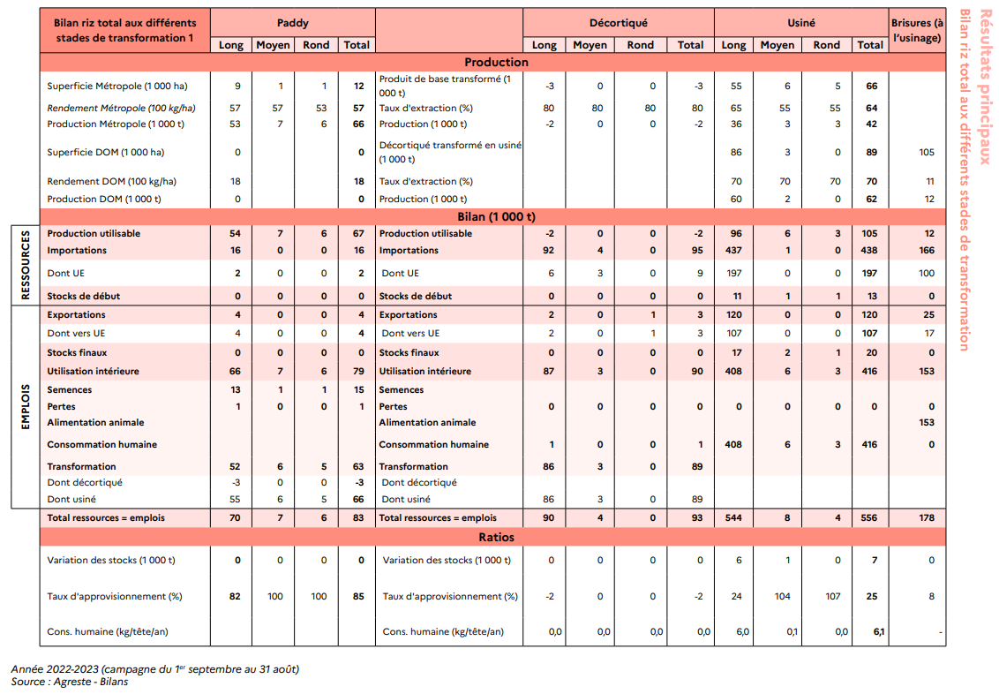 Résultats principaux
Bilan riz total aux différents stades de transformation
Bilan riz total aux différents stades de transformation 1 Paddy Décortiqué Usiné Brisures (à l'usinage)
Long Moyen Rond Total Long Moyen Rond Total Long Moyen Rond Total
Production
Superficie Métropole (1 000 ha) 9 1 1 12 Produit de base transformé (1 000 t) -3 0 0 -3 55 6 5 66
Rendement Métropole (100 kg/ha) 57 57 53 57 Taux d'extraction (%) 80 80 80 80 65 55 55 64
Production Métropole (1 000 t) 53 7 6 66 Production (1 000 t) -2 0 0 -2 36 3 3 42
Superficie DOM (1 000 ha) 0 0 Décortiqué transformé en usiné (1 000 t) 86 3 0 89 105
Rendement DOM (100 kg/ha) 18 18 Taux d'extraction (%) 70 70 70 70 11
Production DOM (1 000 t) 0 0 Production (1 000 t) 60 2 0 62 12
Bilan (1 000 t)
RESSOURCES
Production utilisable 54 7 6 67 Production utilisable -2 0 0 -2 96 6 3 105 12
Importations 16 0 0 16 Importations 92 4 0 95 437 1 0 438 166
Dont UE 2 0 0 2 Dont UE 6 3 0 9 197 0 0 197 100
Stocks de début 0 0 0 0 Stocks de début 0 0 0 0 11 1 1 13 0
EMPLOIS
Exportations 4 0 0 4 Exportations 2 0 1 3 120 0 0 120 25
Dont vers UE 4 0 0 4 Dont vers UE 2 0 1 3 107 0 0 107 17
Stocks finaux 0 0 0 0 Stocks finaux 0 0 0 0 17 2 1 20 0
Utilisation intérieure 66 7 6 79 Utilisation intérieure 87 3 0 90 408 6 3 416 153
Semences 13 1 1 15 Semences
Pertes 1 0 0 1 Pertes 0 0 0 0 0 0 0 0 0
Alimentation animale Alimentation animale 153
Consommation humaine Consommation humaine 1 0 0 1 408 6 3 416 0
Transformation 52 6 5 63 Transformation 86 3 0 89
Dont décortiqué -3 0 0 -3 Dont décortiqué
Dont usiné 55 6 5 66 Dont usiné 86 3 0 89
Total ressources = emplois 70 7 6 83 Total ressources = emplois 90 4 0 93 544 8 4 556 178
Ratios
Variation des stocks (1 000 t) 0 0 0 0 Variation des stocks (1 000 t) 0 0 0 0 6 1 0 7 0
Taux d'approvisionnement (%) 82 100 100 85 Taux d'approvisionnement (%) -2 0 0 -2 24 104 107 25 8
Cons. humaine (kg/tête/an) Cons. humaine (kg/tête/an) 0,0 0,0 0,0 0,0 6,0 0,1 0,0 6,1 -
Année 2022-2023 (campagne du 1er septembre au 31 août)
Source : Agreste - Bilans